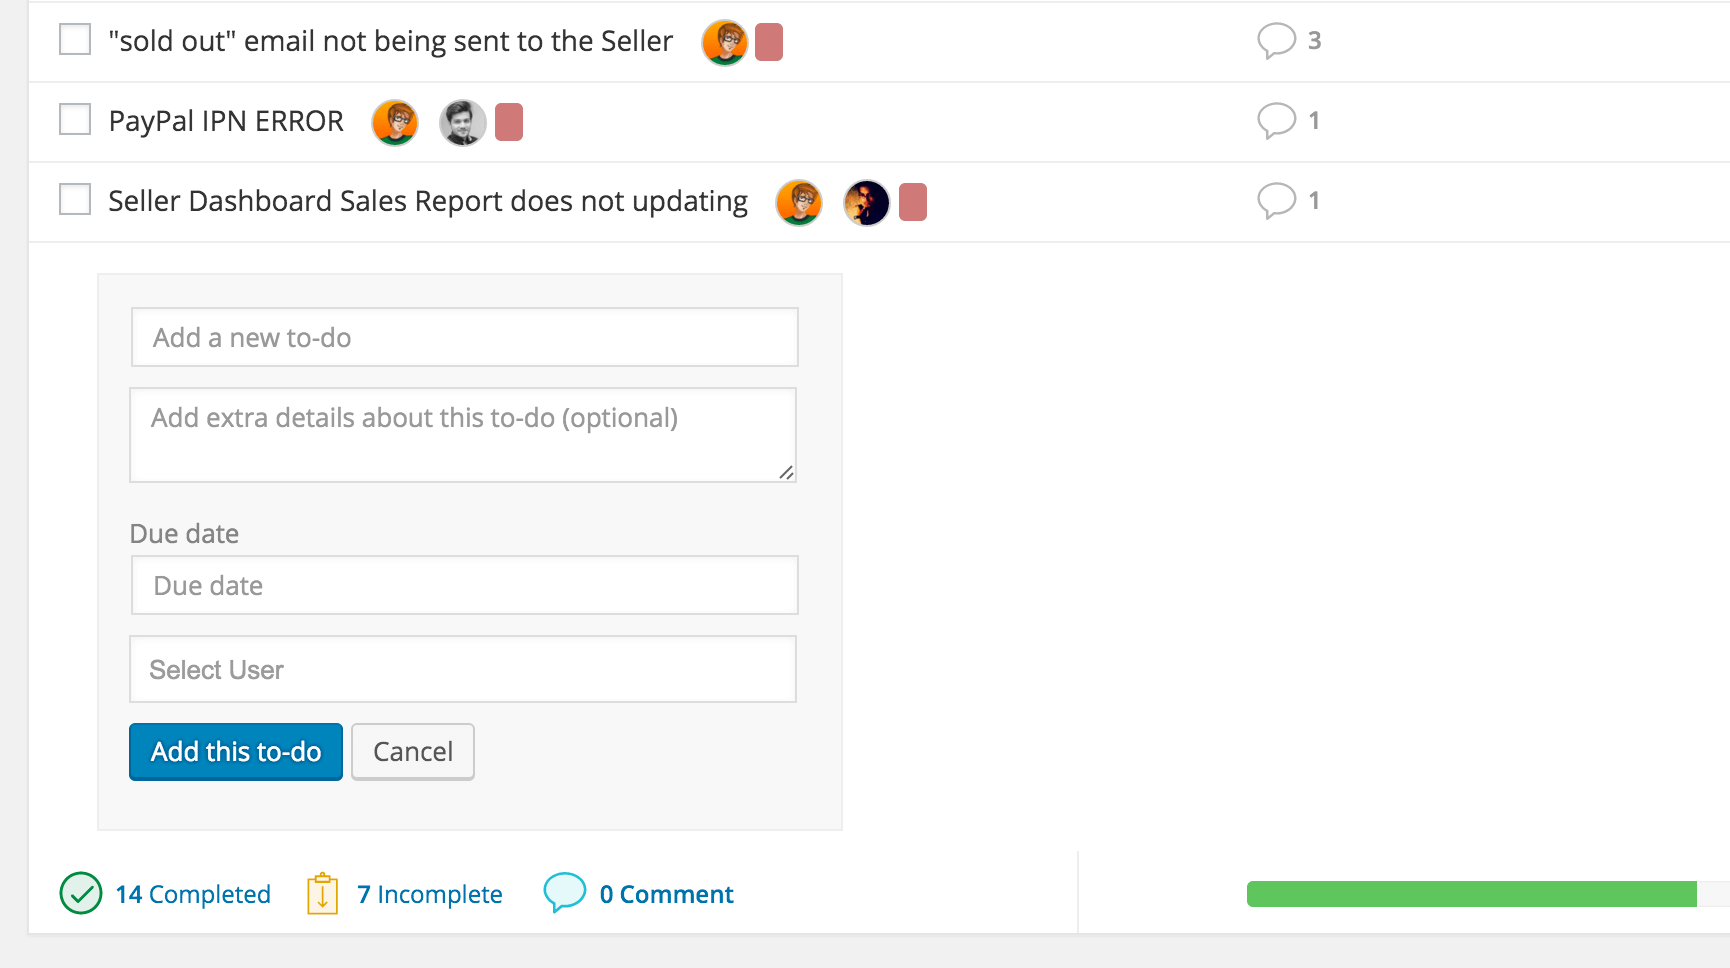 "sold out" email not being sent to the Seller 3
PayPal IPN ERROR 1
Seller Dashboard Sales Report does not updating 1
Add a new to-do
Add extra details about this to-do (optional)
Due date
Due date
Select User
Add this to-do Cancel
14 Completed 7 Incomplete 0 Comment